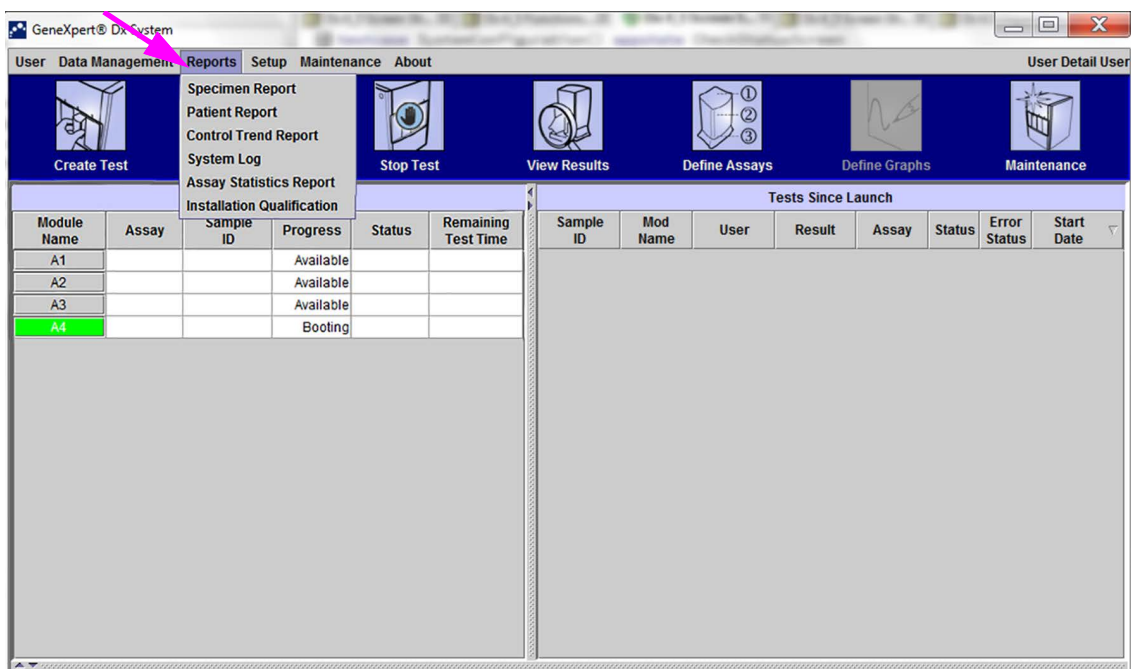 GeneXpert® Dx System
User Data Management Reports Setup Maintenance About User Detail User
Specimen Report
Patient Report
Control Trend Report
System Log
Assay Statistics Report
Installation Qualification
Create Test Stop Test View Results Define Assays Define Graphs Maintenance
①
②
③
Tests Since Launch
Module Name Assay Sample ID Progress Status Remaining Test Time
Sample ID Mod Name User Result Assay Status Error Status Start Date
A1 Available
A2 Available
A3 Available
A4 Booting